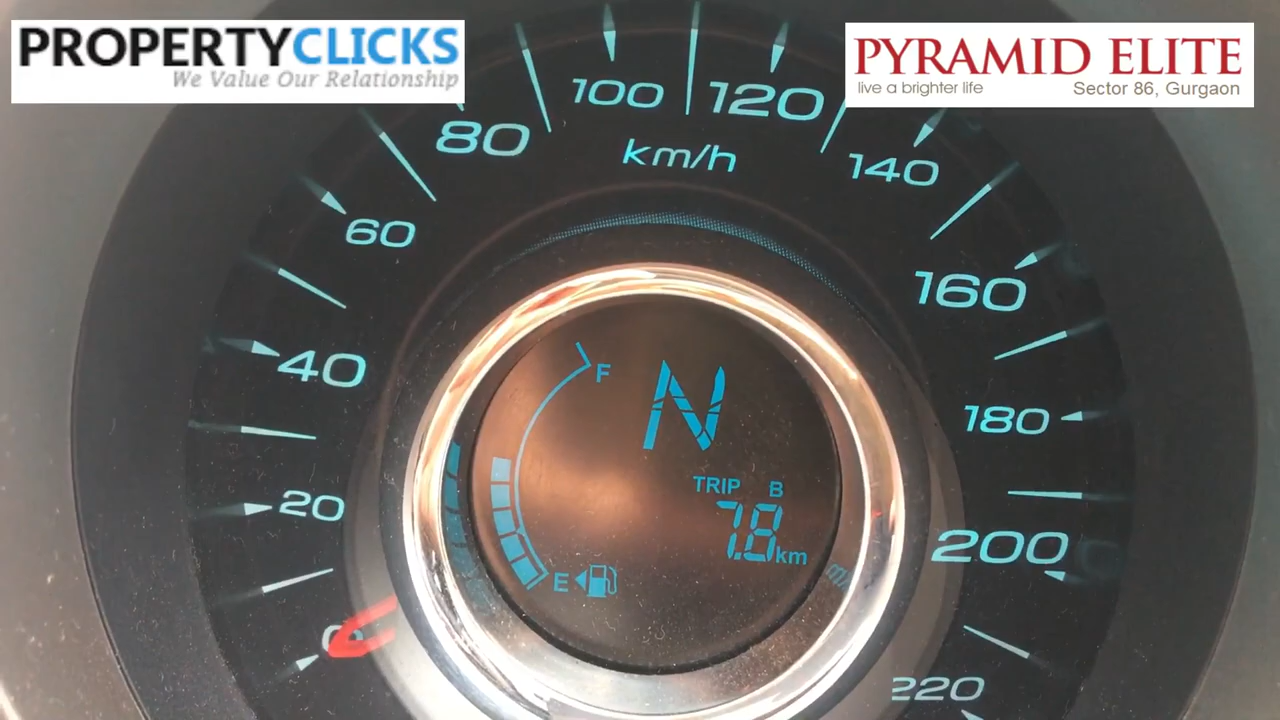 PROPERTYCLICKS
We Value Our Relationship
PYRAMID ELITE
live a brighter life
Sector 86, Gurgaon
100
120
80
km/h
140
60
160
40
F
N
180
TRIP B
20
7.8km
200
E
0
220